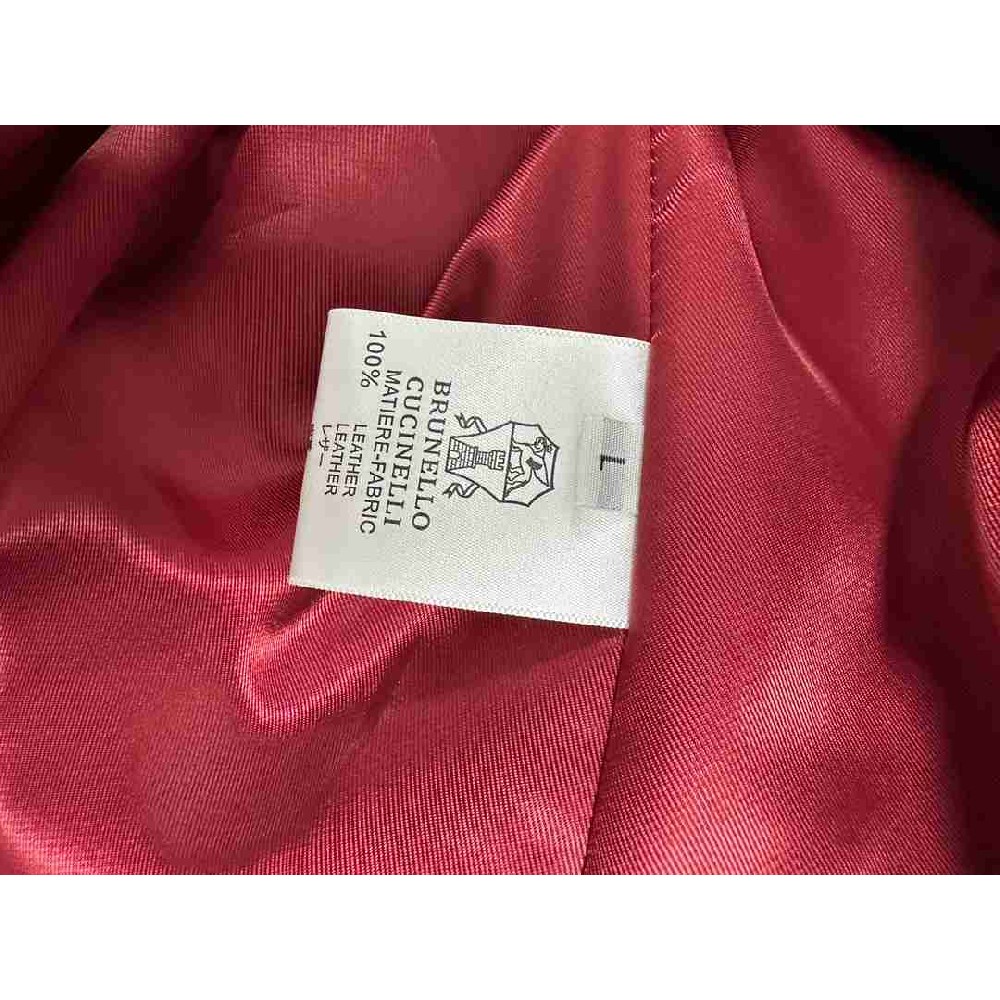 L
BRUNELLO
CUCINELLI
MATIERE-FABRIC
100% LEATHER
LEATHER
レザー